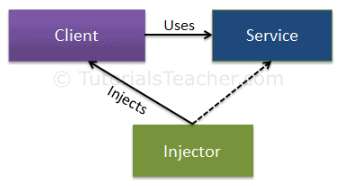 Client
Uses
Service
© TutorialsTeacher.com
Injects
Injector